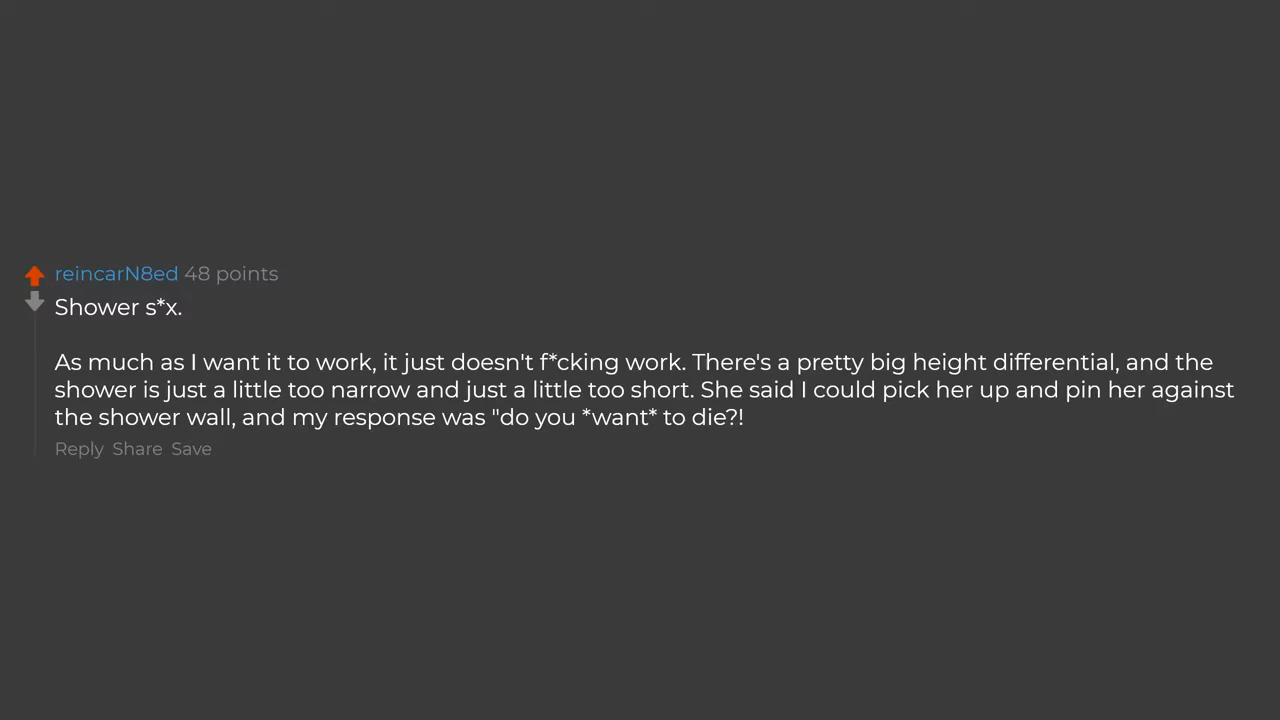 reincarN8ed 48 points
Shower s*x.
As much as I want it to work, it just doesn't f*cking work. There's a pretty big height differential, and the
shower is just a little too narrow and just a little too short. She said I could pick her up and pin her against
the shower wall, and my response was "do you *want* to die?!
Reply Share Save